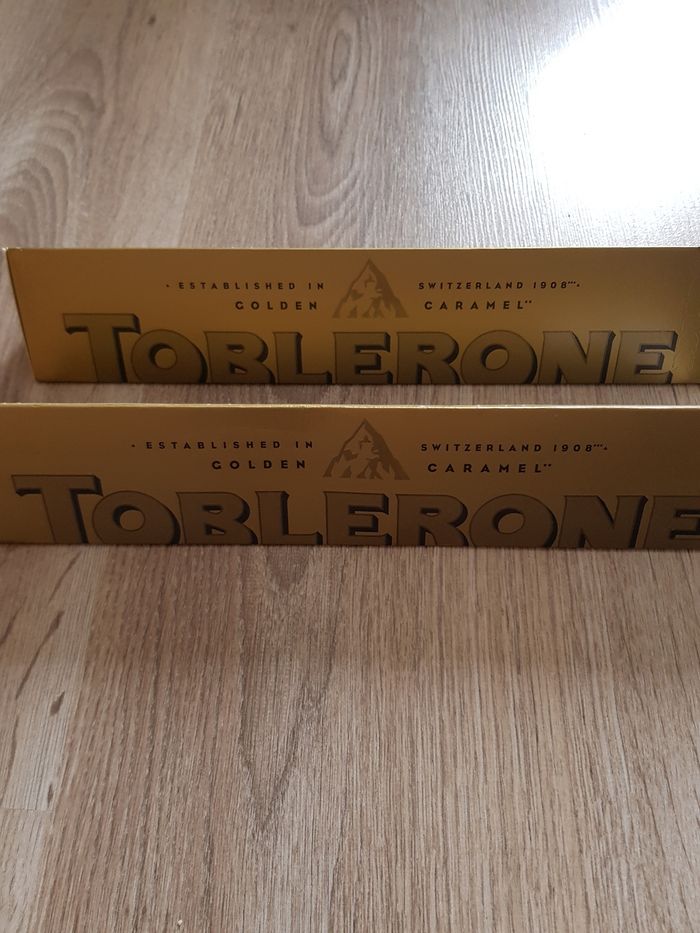 ▲ ESTABLISHED IN SWITZERLAND 1908***▲
GOLDEN CARAMEL**
TOBLERONE
▲ ESTABLISHED IN SWITZERLAND 1908***▲
GOLDEN CARAMEL**
TOBLERONE